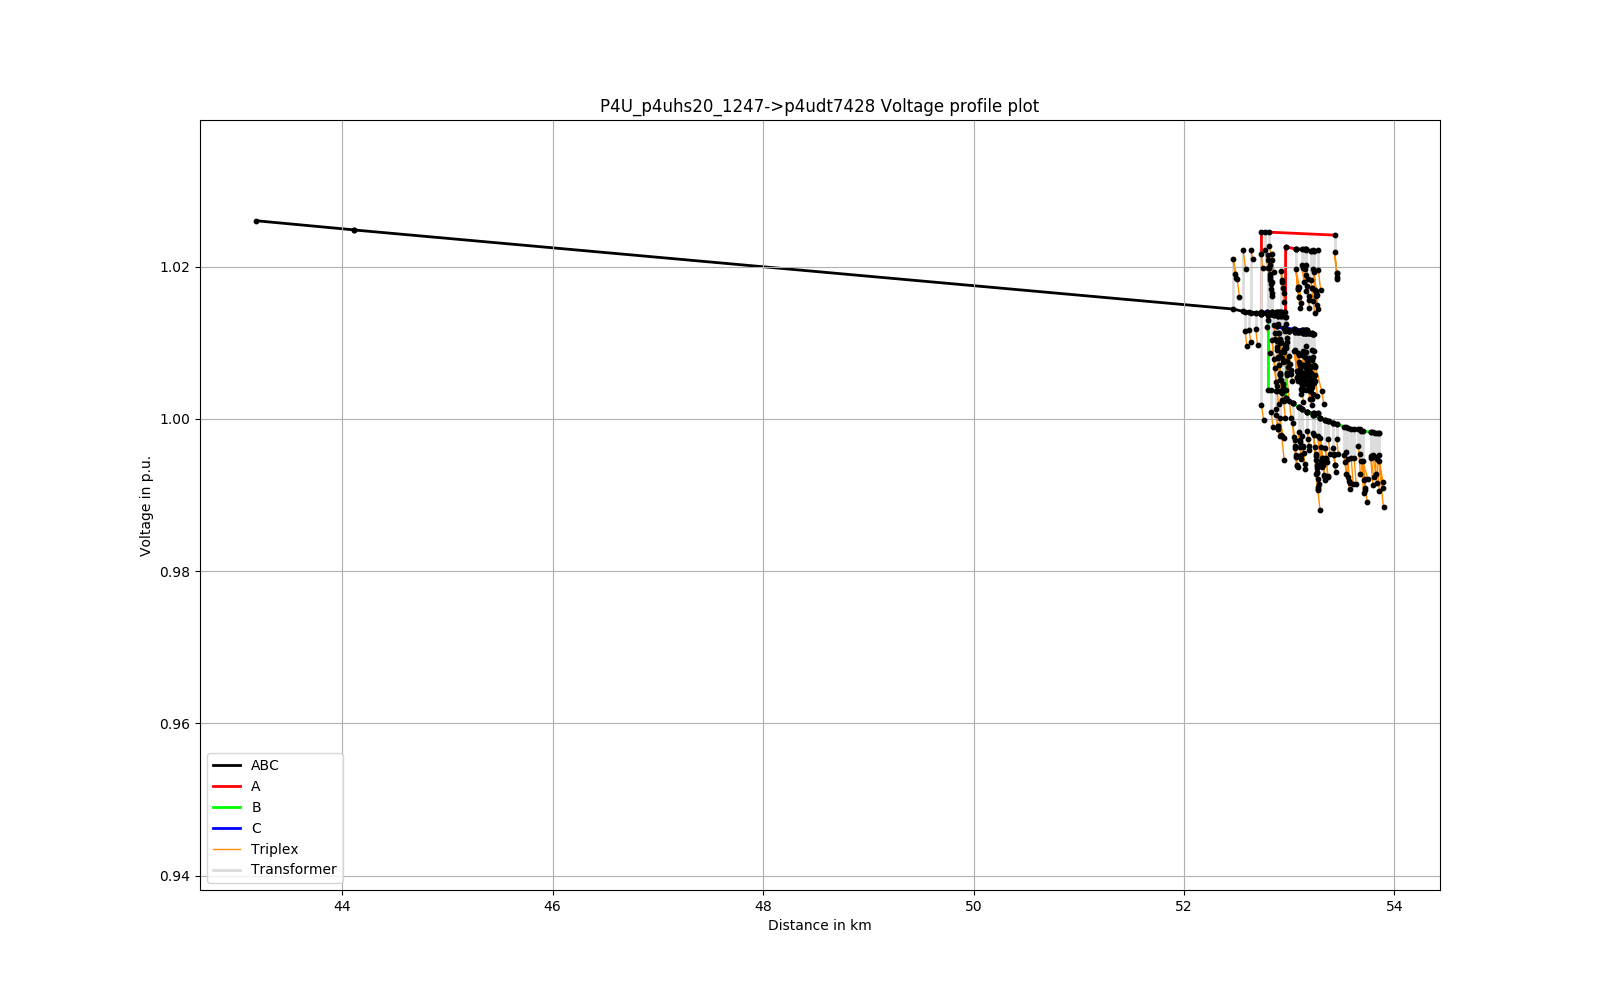 P4U_p4uhs20_1247->p4udt7428 Voltage profile plot
Voltage in p.u.
1.02
1.00
0.98
0.96
0.94
ABC
A
B
C
Triplex
Transformer
44
46
48
50
52
54
Distance in km